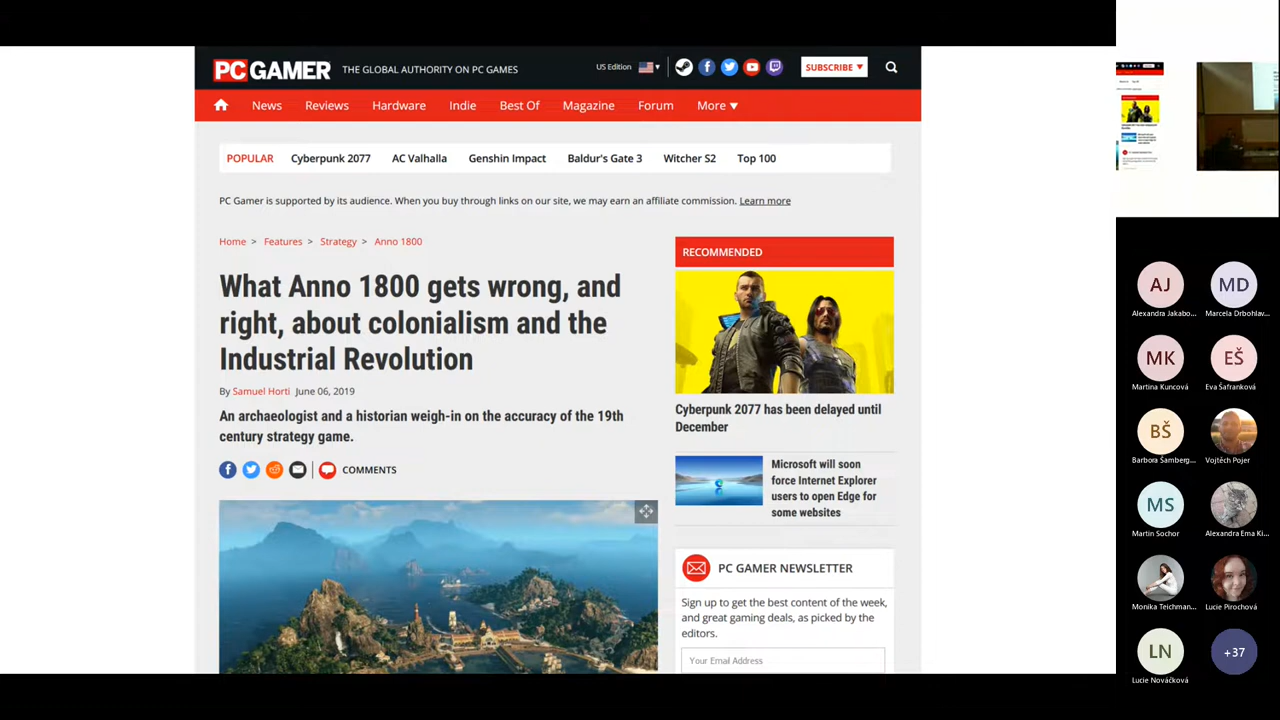 PC GAMER THE GLOBAL AUTHORITY ON PC GAMES
US Edition
SUBSCRIBE
News Reviews Hardware Indie Best Of Magazine Forum More
POPULAR Cyberpunk 2077 AC Valhalla Genshin Impact Baldur's Gate 3 Witcher S2 Top 100
PC Gamer is supported by its audience. When you buy through links on our site, we may earn an affiliate commission. Learn more
Home > Features > Strategy > Anno 1800
What Anno 1800 gets wrong, and
right, about colonialism and the
Industrial Revolution
By Samuel Horti June 06, 2019
An archaeologist and a historian weigh-in on the accuracy of the 19th
century strategy game.
COMMENTS
RECOMMENDED
Cyberpunk 2077 has been delayed until
December
Microsoft will soon
force Internet Explorer
users to open Edge for
some websites
PC GAMER NEWSLETTER
Sign up to get the best content of the week,
and great gaming deals, as picked by the
editors.
Your Email Address
AJ
Alexandra Jakabo...
MD
Marcela Drbohlav...
MK
Martina Kuncová
EŠ
Eva Šafranková
BŠ
Barbora Šamberg...
Vojtěch Pojer
MS
Martin Sochor
Alexandra Ema Ki...
Monika Teichman...
Lucie Pirochová
LN
Lucie Nováčková
+37